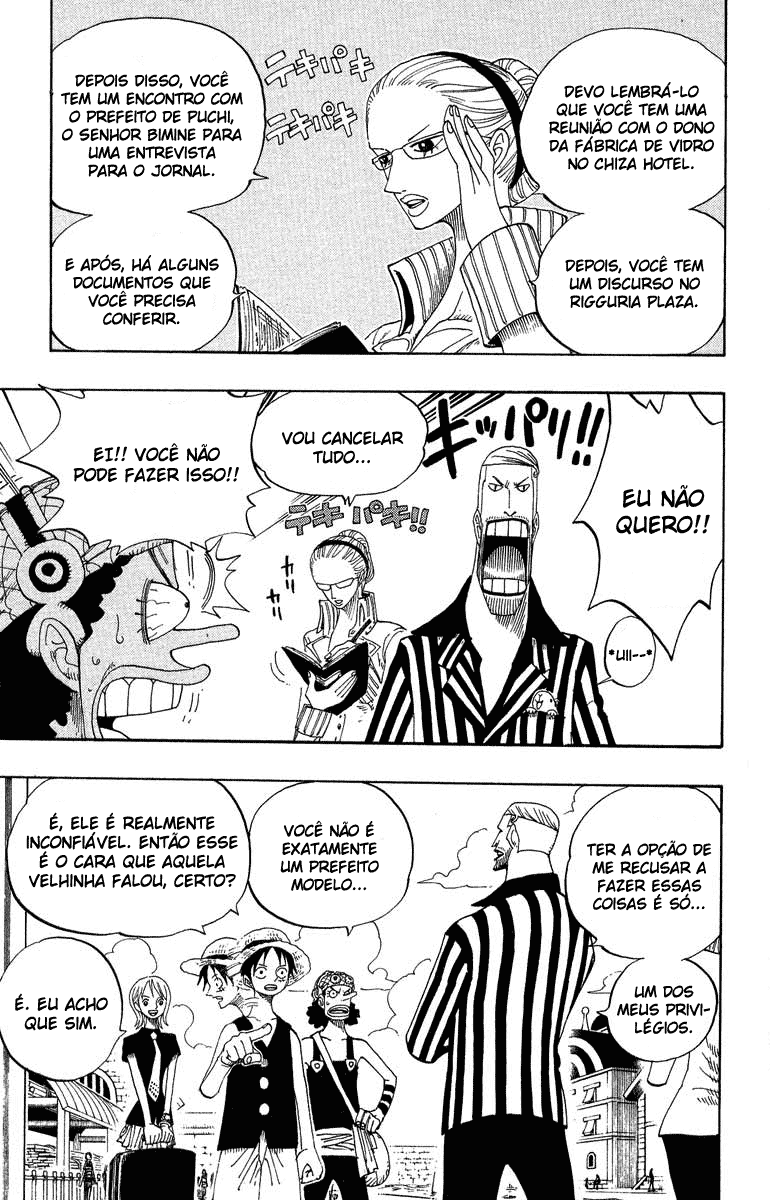 DEVO LEMBRÁ-LO
QUE VOCÊ TEM UMA
REUNIÃO COM O DONO
DA FÁBRICA DE VIDRO
NO CHIZA HOTEL.
DEPOIS, VOCÊ TEM
UM DISCURSO NO
RIGGURIA PLAZA.
テキパキ
テキパキ
DEPOIS DISSO, VOCÊ
TEM UM ENCONTRO COM
O PREFEITO DE PUCHI,
O SENHOR BIMINE PARA
UMA ENTREVISTA
PARA O JORNAL.
E APÓS, HÁ ALGUNS
DOCUMENTOS QUE
VOCÊ PRECISA
CONFERIR.
EU NÃO
QUERO!!
*UII--*
キッパリ!!
VOU CANCELAR
TUDO...
テキパキ!!
EI!! VOCÊ NÃO
PODE FAZER ISSO!!
TER A OPÇÃO DE
ME RECUSAR A
FAZER ESSAS
COISAS É SÓ...
UM DOS
MEUS PRIVI-
LÉGIOS.
VOCÊ NÃO É
EXATAMENTE
UM PREFEITO
MODELO...
É, ELE É REALMENTE
INCONFIÁVEL. ENTÃO ESSE
É O CARA QUE AQUELA
VELHINHA FALOU, CERTO?
É. EU ACHO
QUE SIM.